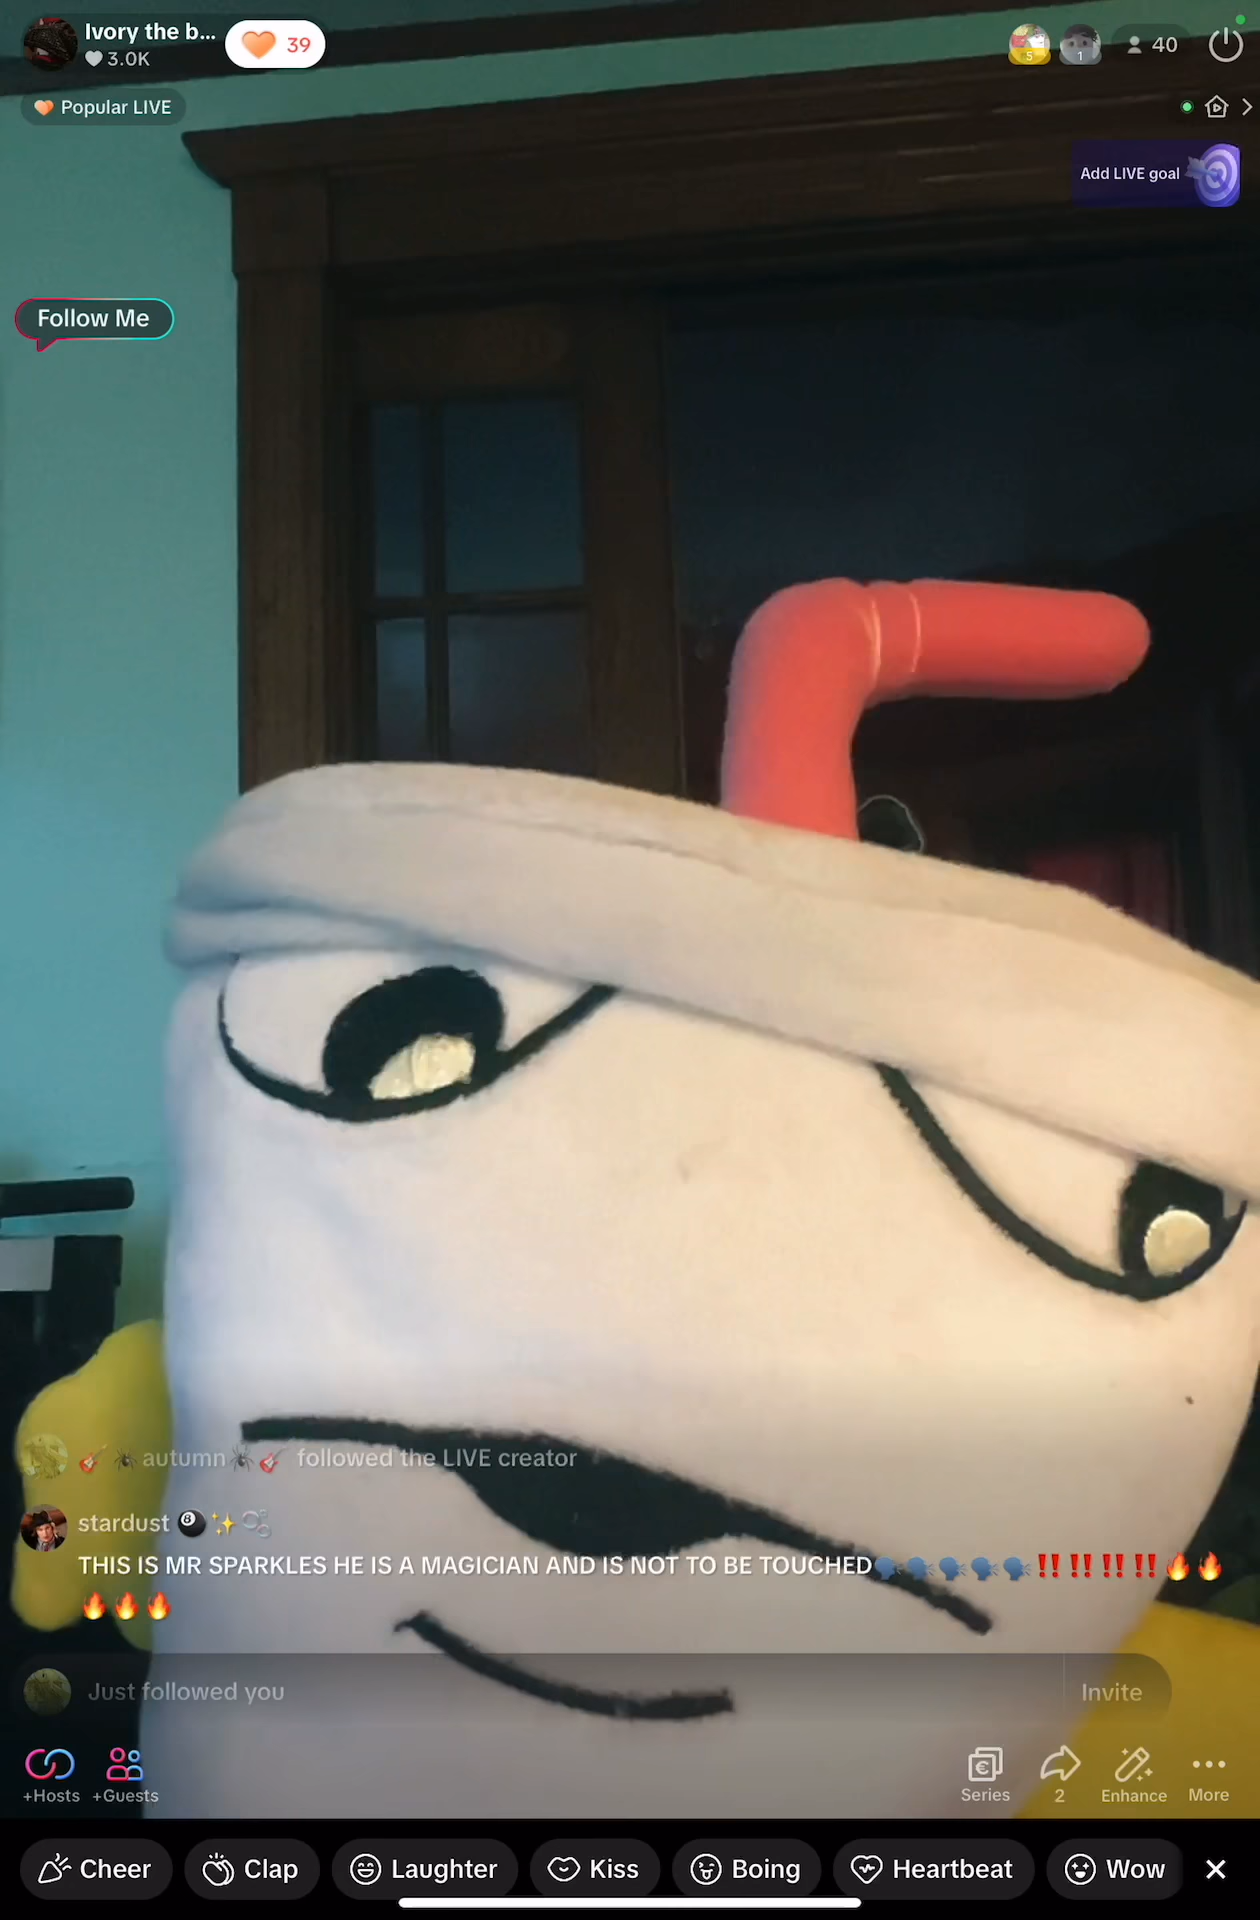 Ivory the b...
3.0K
39
5
1
40
Popular LIVE
Add LIVE goal
Follow Me
autumn followed the LIVE creator
stardust
THIS IS MR SPARKLES HE IS A MAGICIAN AND IS NOT TO BE TOUCHED🗣️🗣️🗣️🗣️🗣️‼️‼️‼️‼️🔥🔥
🔥🔥🔥
Just followed you
Invite
+Hosts
+Guests
Series
2
Enhance
More
Cheer
Clap
Laughter
Kiss
Boing
Heartbeat
Wow